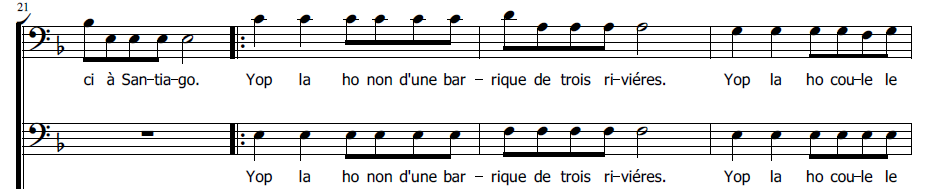 21
ci à San–tia–go. Yop la ho non d'une bar – rique de trois ri–viéres. Yop la ho cou–le le
Yop la ho non d'une bar – rique de trois ri–viéres. Yop la ho cou–le le